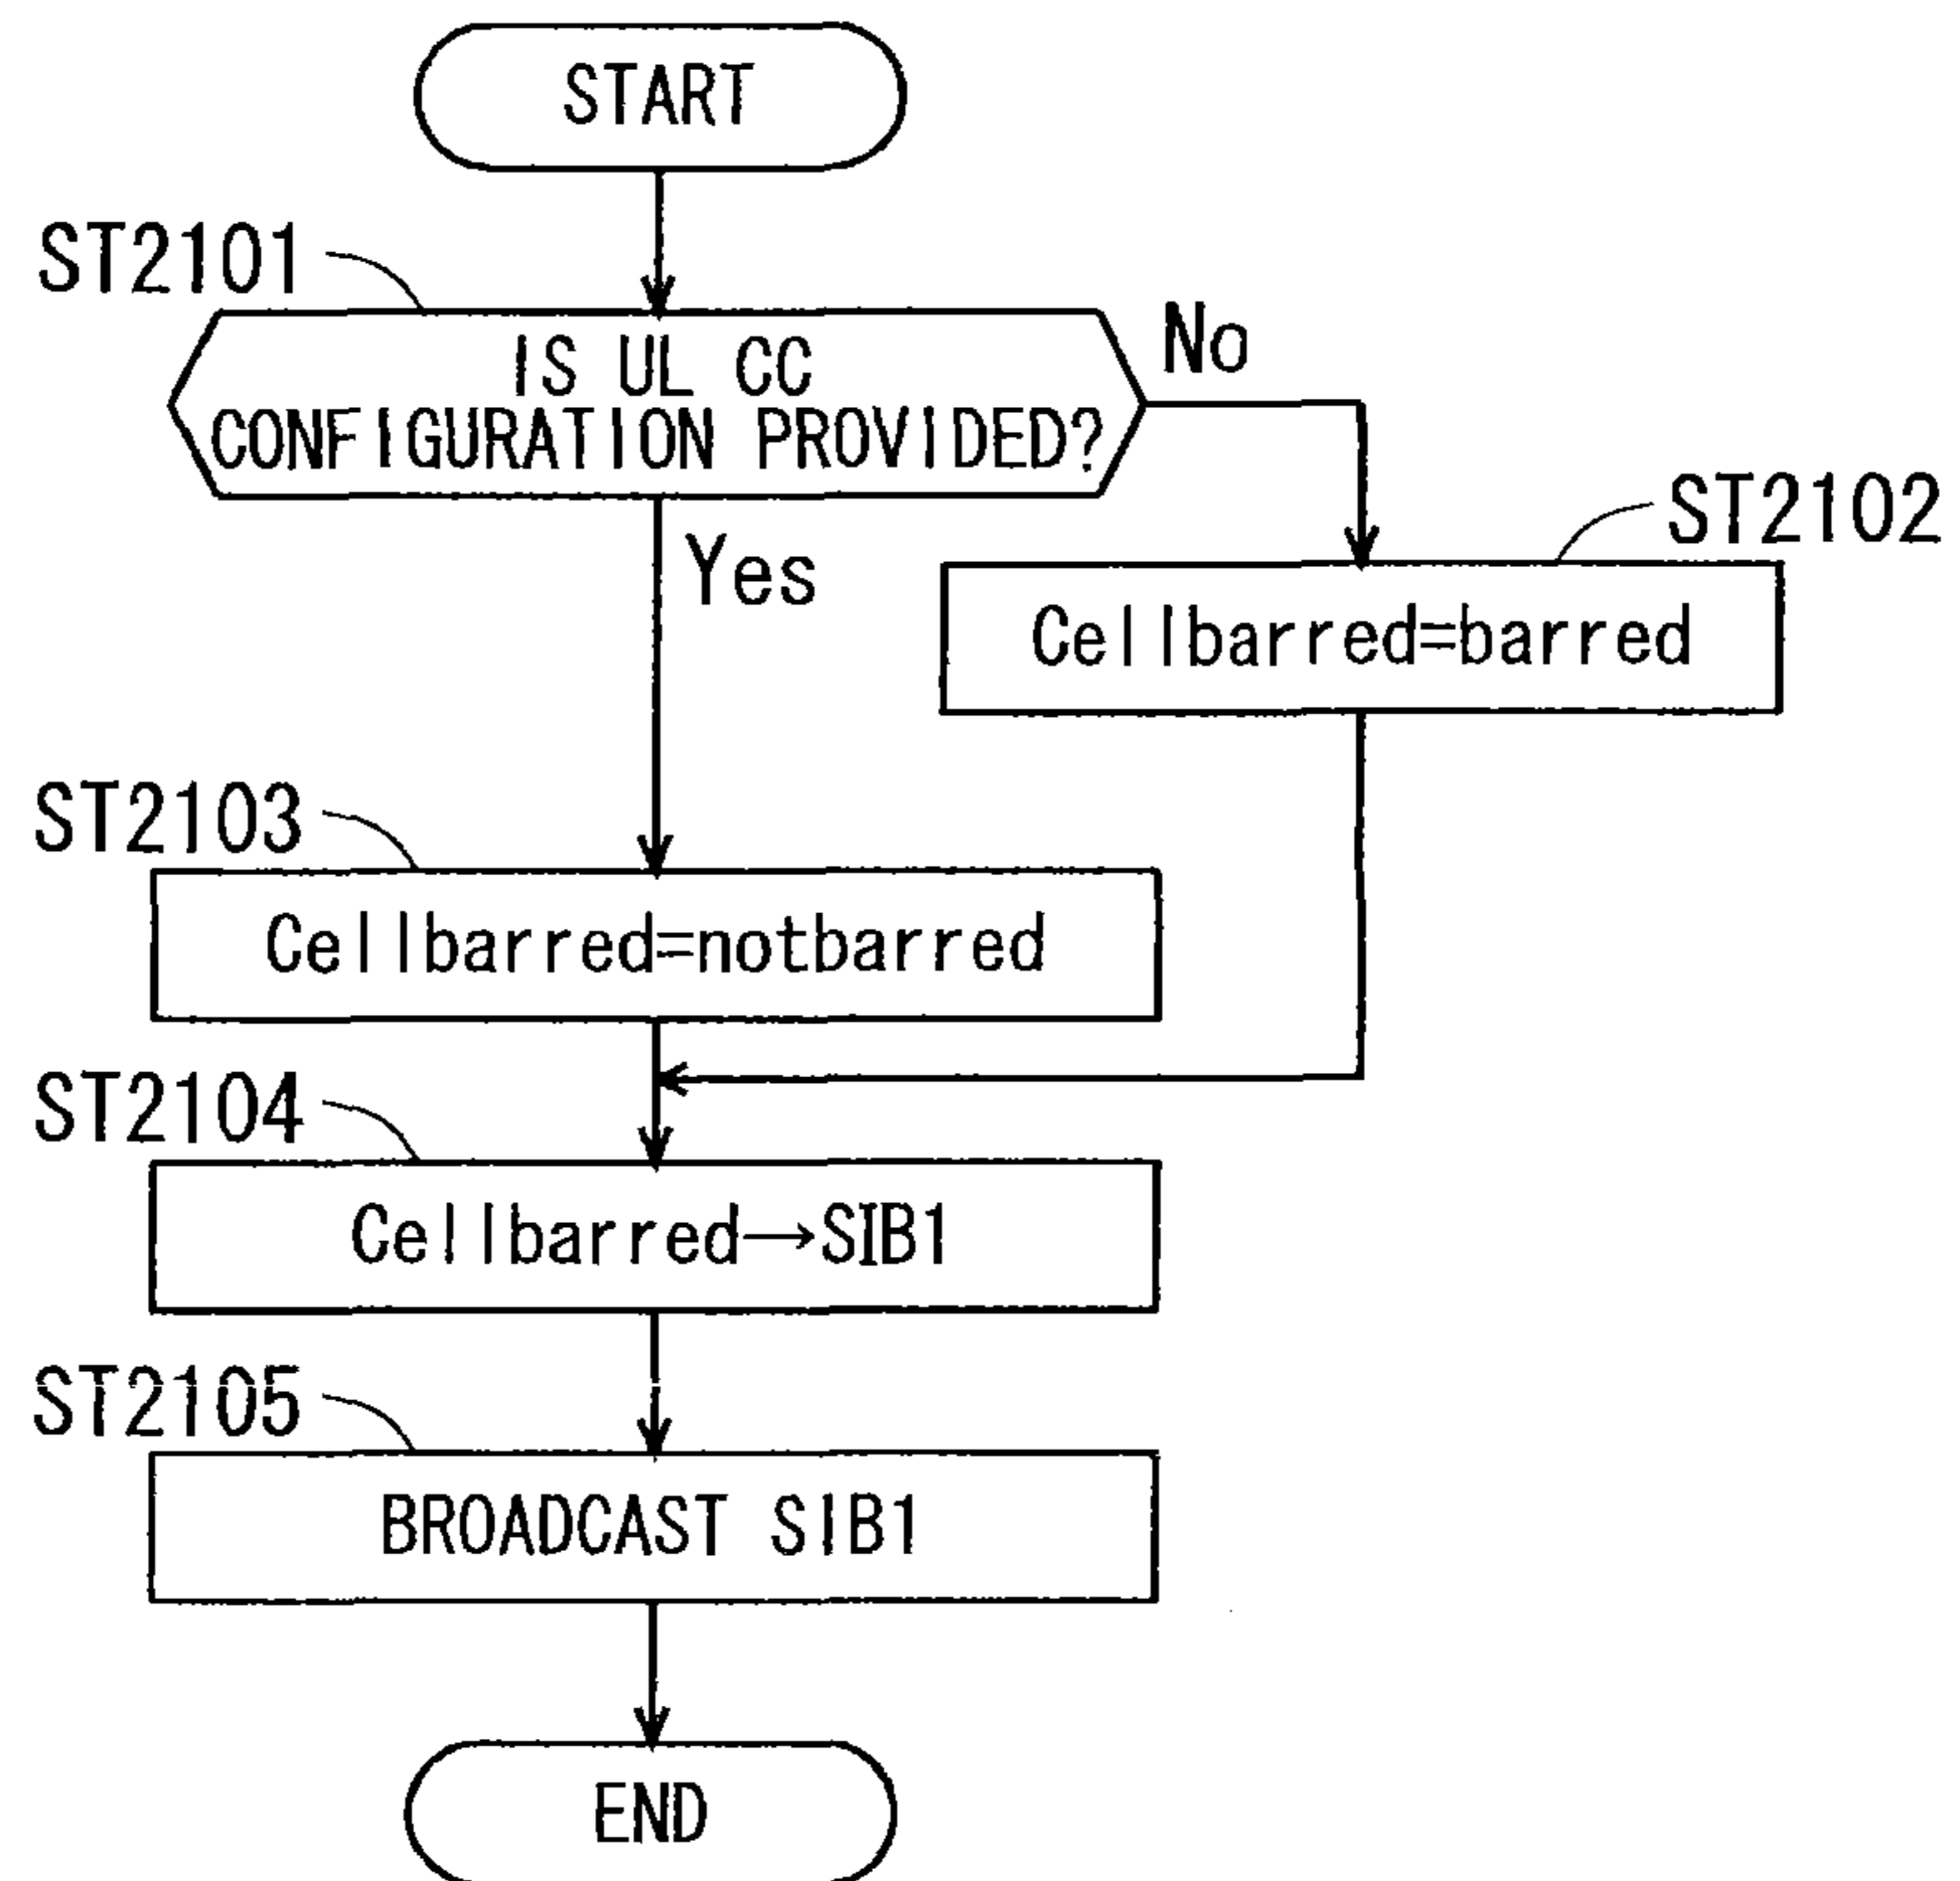 START
ST2101
IS UL CC
CONFIGURATION PROVIDED?
No
Yes
ST2102
Cellbarred=barred
ST2103
Cellbarred=notbarred
ST2104
Cellbarred→SIB1
ST2105
BROADCAST SIB1
END